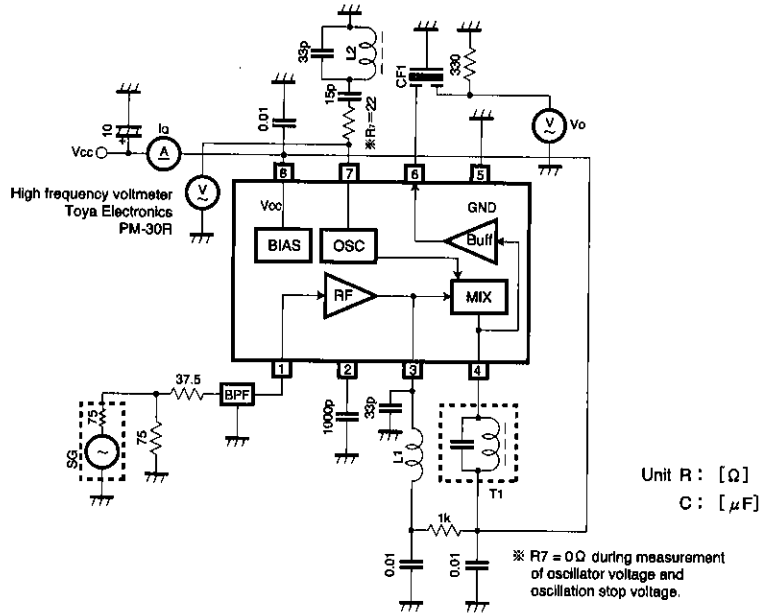 33p
L2
15p
※R7=22
0.01
10
+
IQ
A
Vcc
V
High frequency voltmeter
Toya Electronics
PM-30R
CF1
330
V
Vo
8
7
6
5
Vcc
GND
BIAS
OSC
Buff
RF
MIX
1
2
3
4
SG
75
75
37.5
BPF
1000p
33p
L1
T1
1k
0.01
0.01
Unit R : [Ω]
C : [μF]
※ R7 = 0Ω during measurement
of oscillator voltage and
oscillation stop voltage.